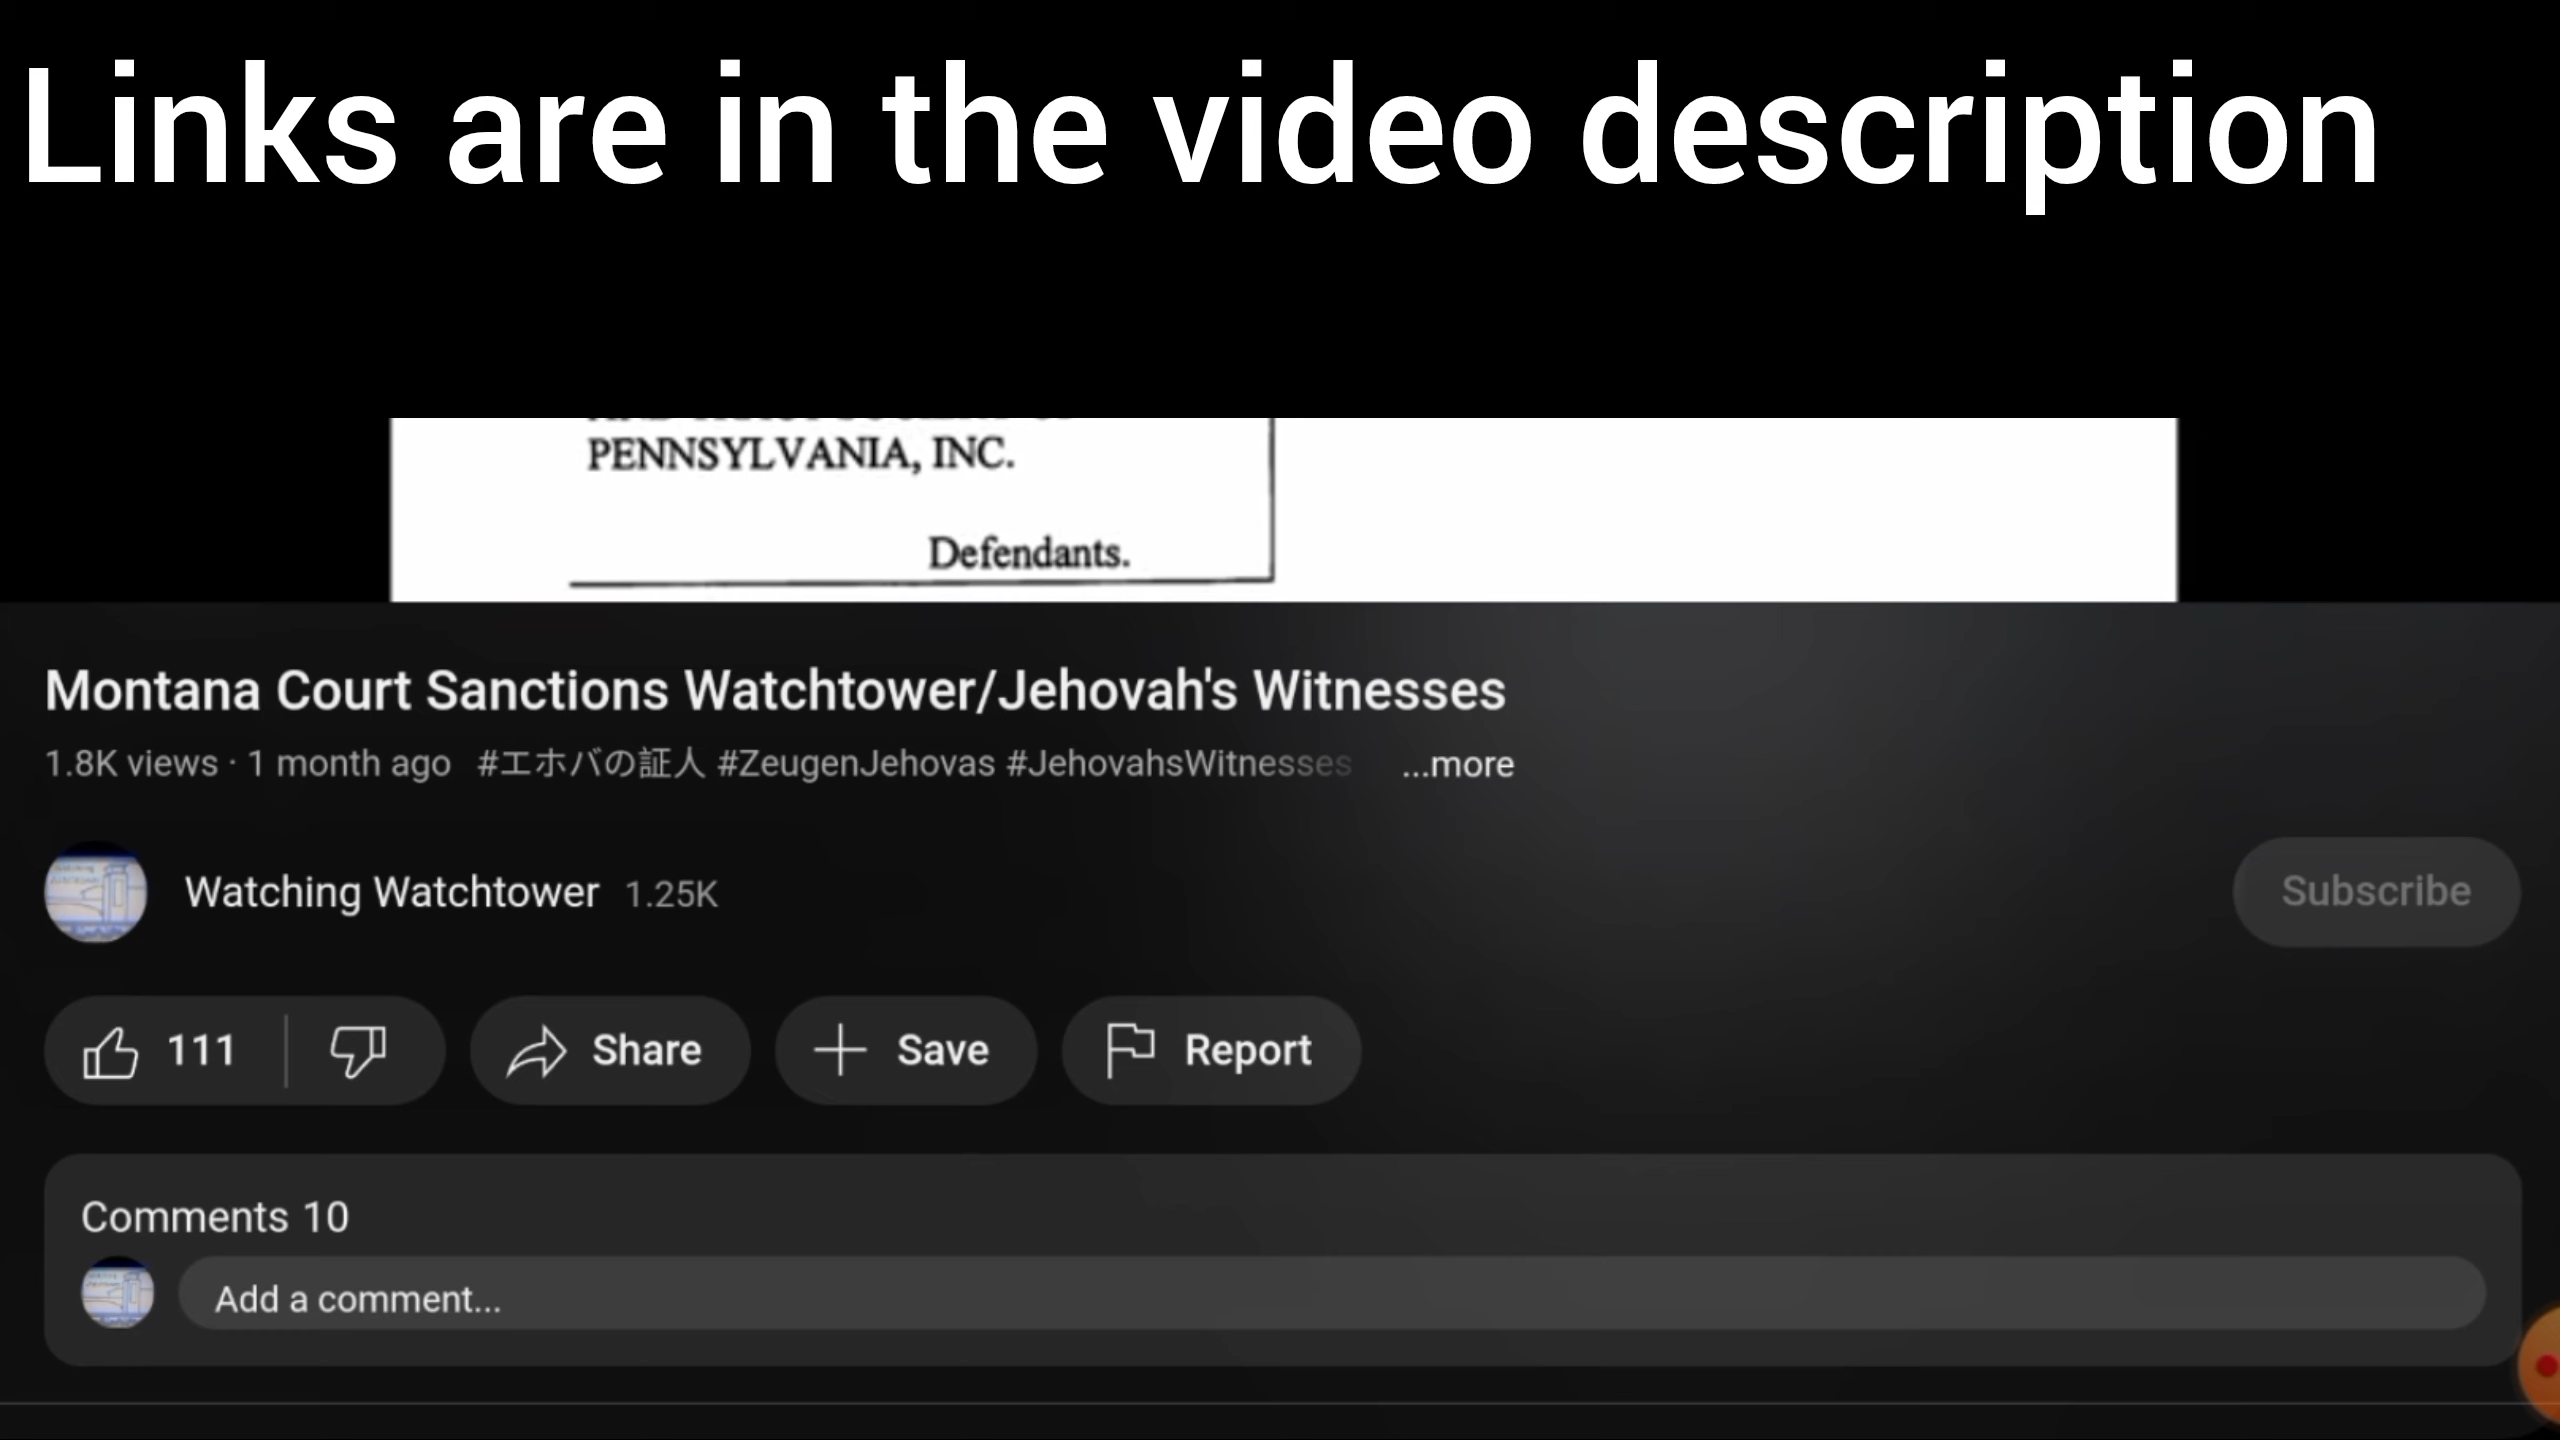 Links are in the video description
PENNSYLVANIA, INC.
Defendants.
Montana Court Sanctions Watchtower/Jehovah's Witnesses
1.8K views · 1 month ago #エホバの証人 #ZeugenJehovas #JehovahsWitnesses ...more
Watching Watchtower 1.25K
Subscribe
111
Share
Save
Report
Comments 10
Add a comment...